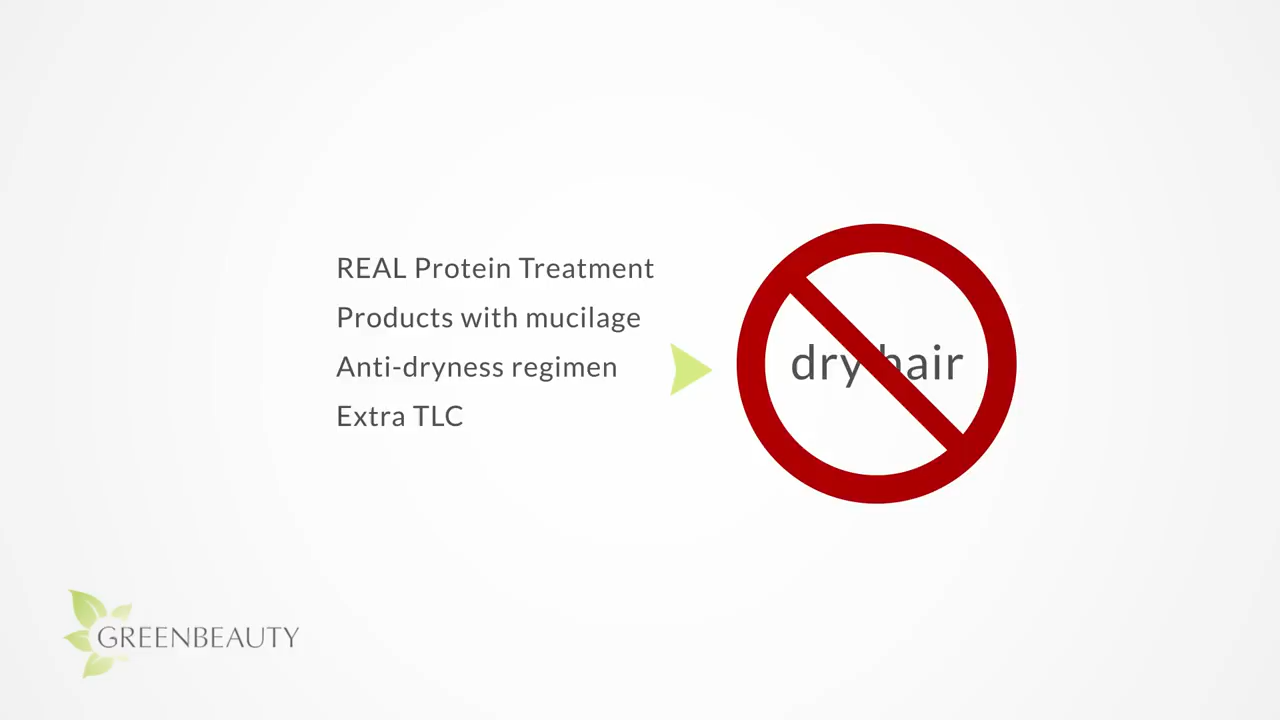 REAL Protein Treatment
Products with mucilage
Anti-dryness regimen
Extra TLC
dry hair
GREENBEAUTY